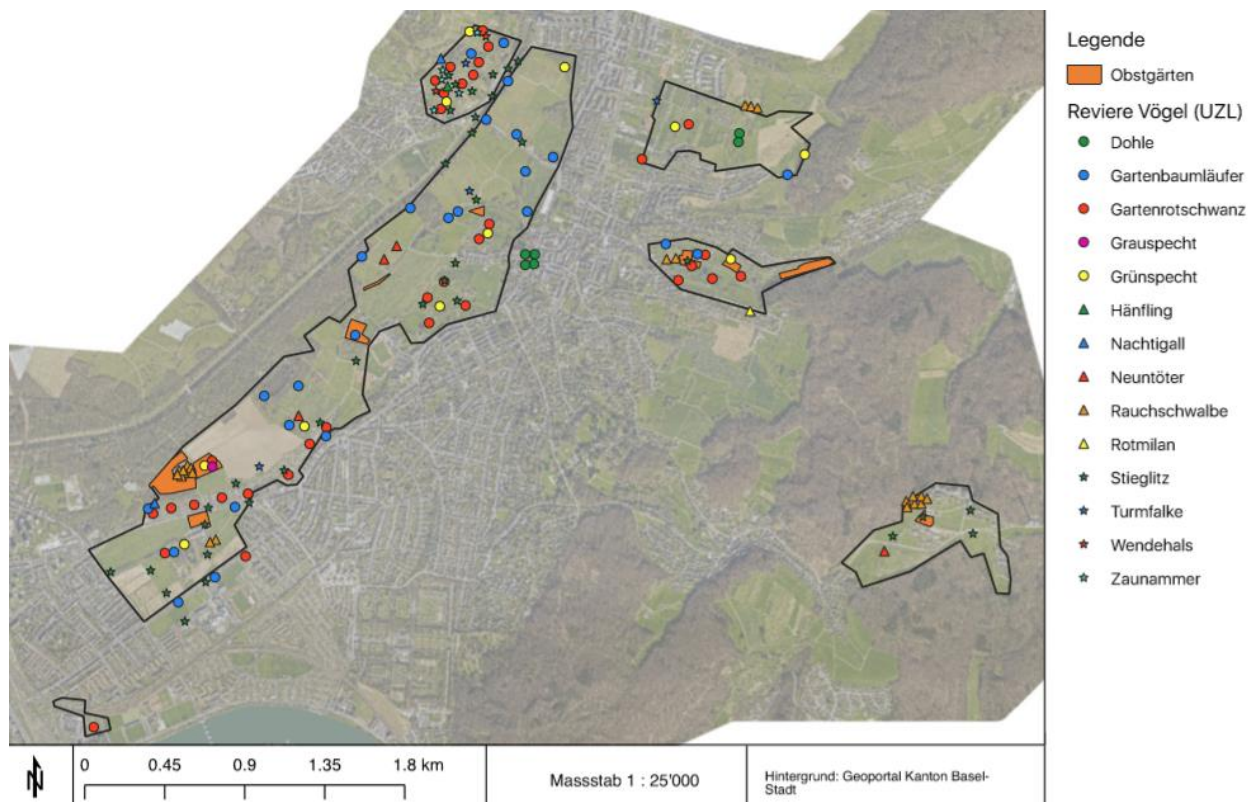 Legende
Obstgärten
Reviere Vögel (UZL)
Dohle
Gartenbaumläufer
Gartenrotschwanz
Grauspecht
Grünspecht
Hänfling
Nachtigall
Neuntöter
Rauchschwalbe
Rotmilan
Stieglitz
Turmfalke
Wendehals
Zaunammer
N
0 0.45 0.9 1.35 1.8 km
Massstab 1 : 25'000
Hintergrund: Geoportal Kanton Basel-
Stadt